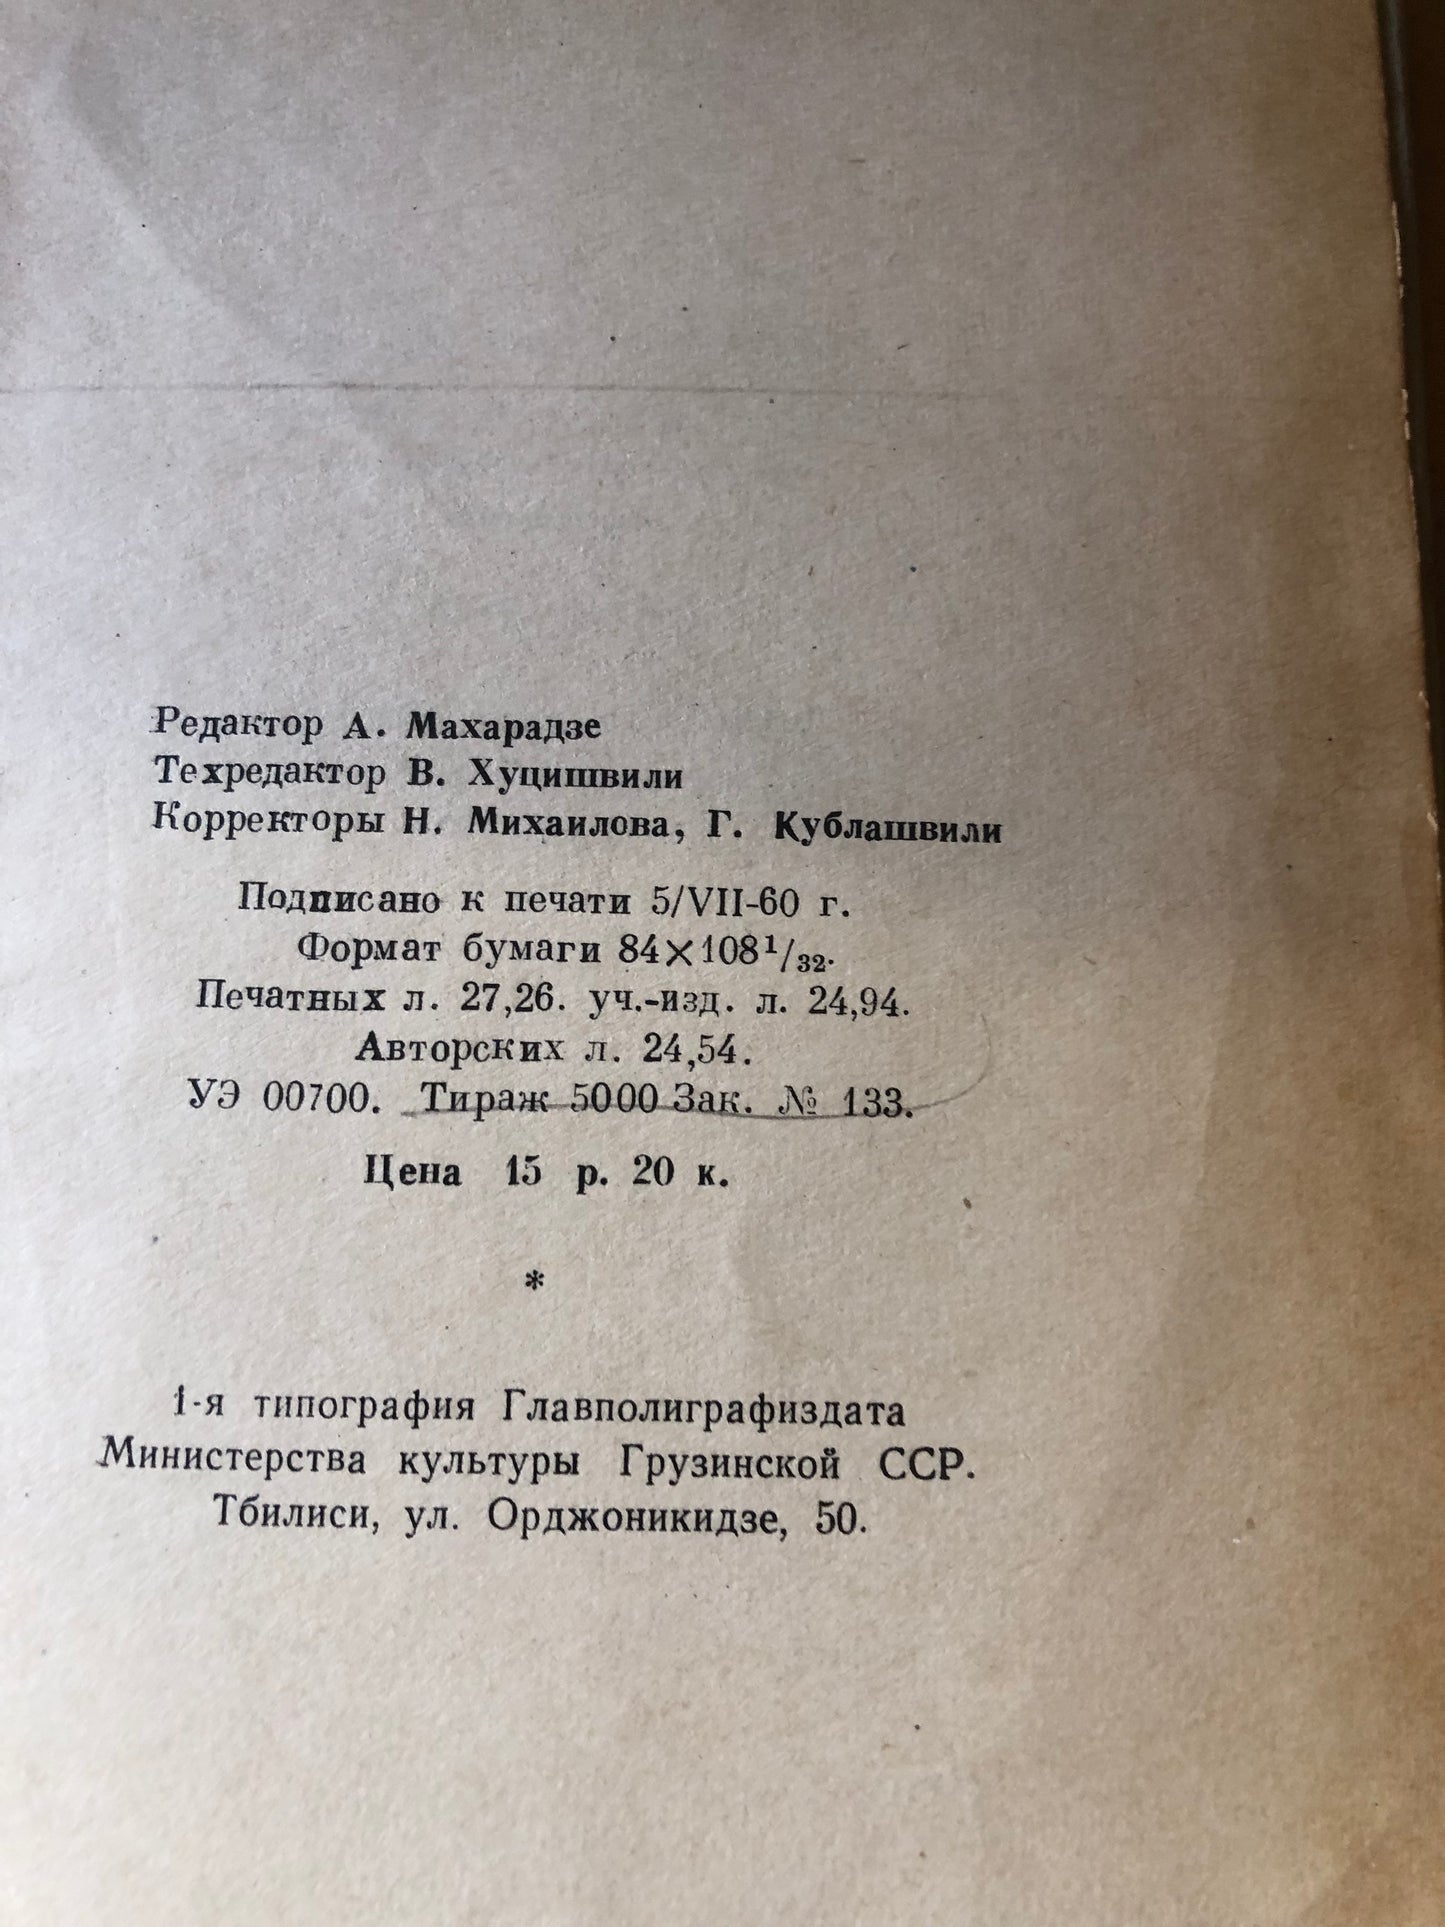 Редактор А. Махарадзе
Техредактор В. Хуцишвили
Корректоры Н. Михаилова, Г. Кублашвили
Подписано к печати 5/VII-60 г.
Формат бумаги 84×108¹/₃₂.
Печатных л. 27,26. уч.-изд. л. 24,94.
Авторских л. 24,54.
УЭ 00700. Тираж 5000 Зак. № 133.
Цена 15 р. 20 к.
*
1-я типография Главполиграфиздата
Министерства культуры Грузинской ССР.
Тбилиси, ул. Орджоникидзе, 50.